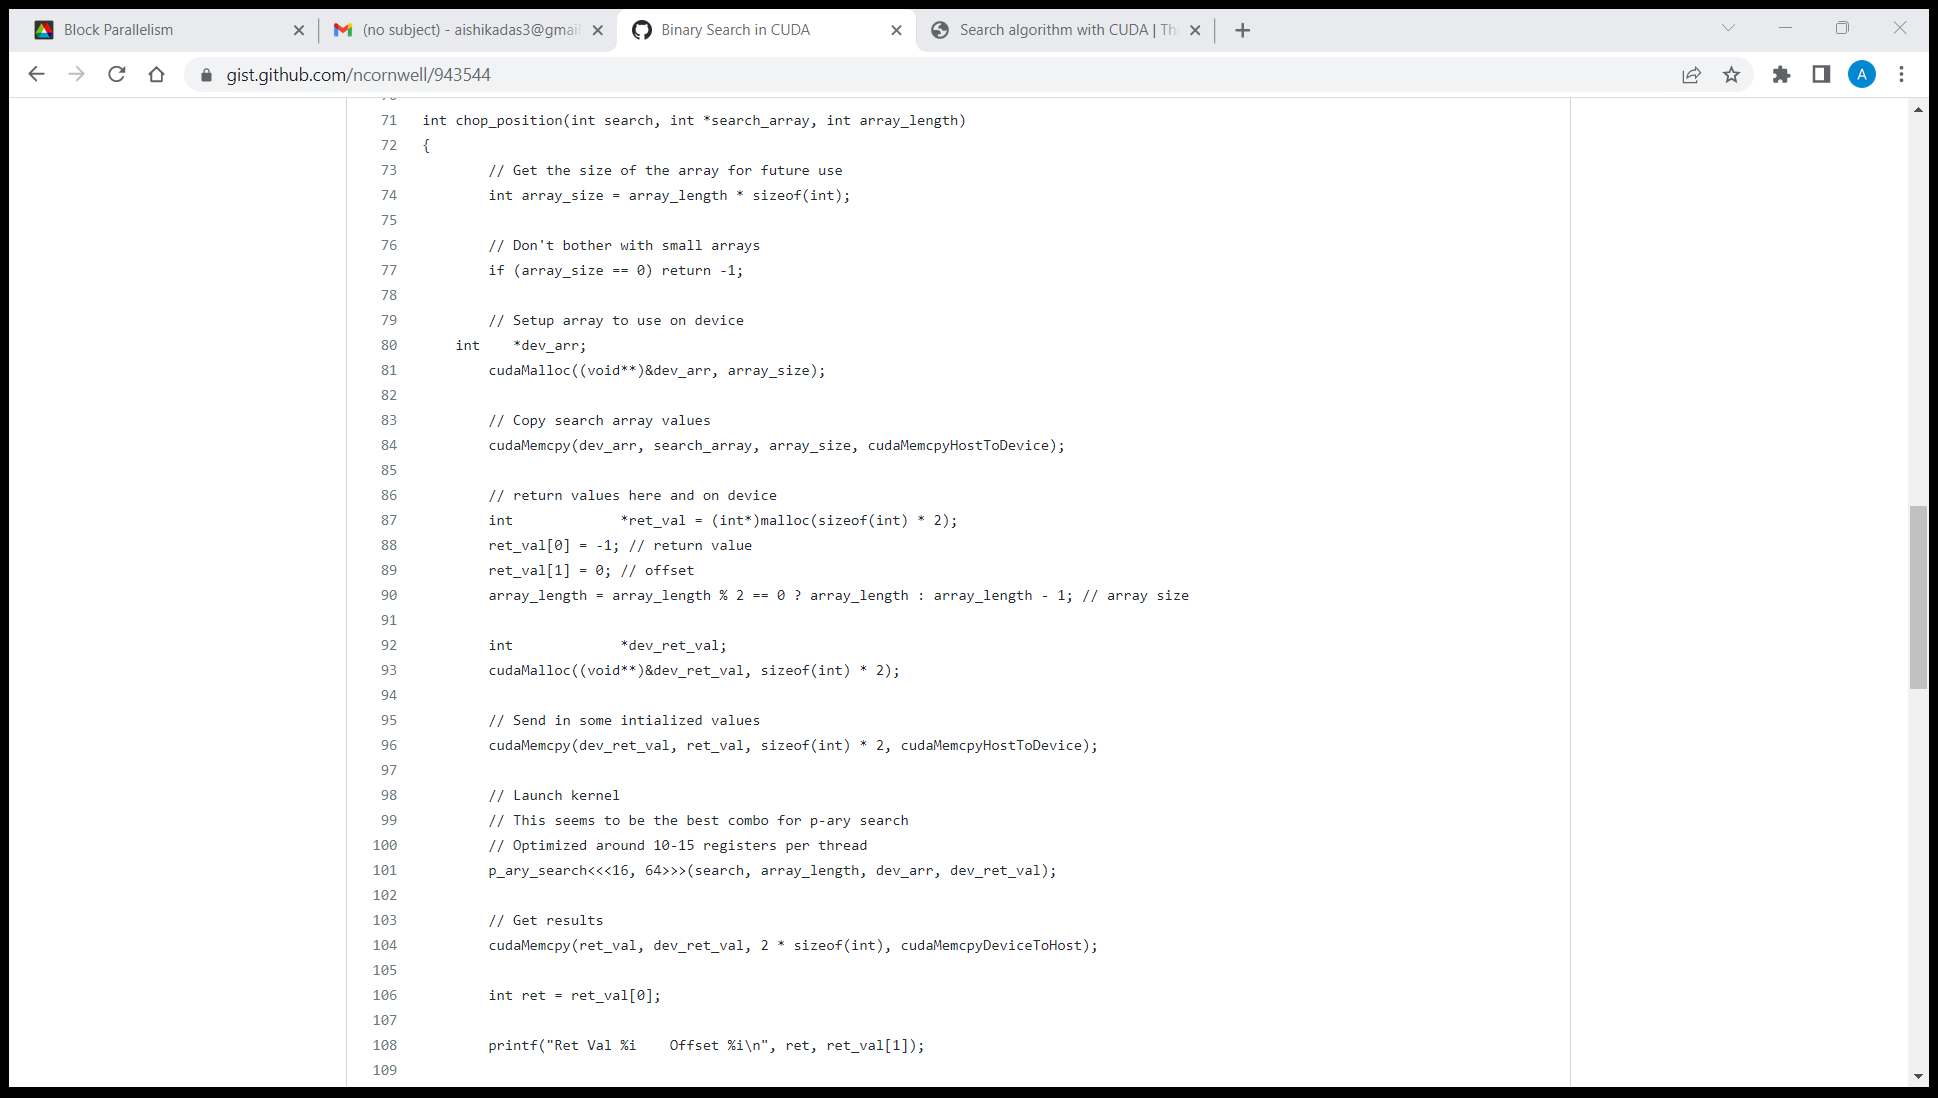 Block Parallelism
(no subject) - aishikadas3@gmai
Binary Search in CUDA
Search algorithm with CUDA | Th
gist.github.com/ncornwell/943544
A
71 int chop_position(int search, int *search_array, int array_length)
72 {
73 // Get the size of the array for future use
74 int array_size = array_length * sizeof(int);
75
76 // Don't bother with small arrays
77 if (array_size == 0) return -1;
78
79 // Setup array to use on device
80 int    *dev_arr;
81 cudaMalloc((void**)&dev_arr, array_size);
82
83 // Copy search array values
84 cudaMemcpy(dev_arr, search_array, array_size, cudaMemcpyHostToDevice);
85
86 // return values here and on device
87 int             *ret_val = (int*)malloc(sizeof(int) * 2);
88 ret_val[0] = -1; // return value
89 ret_val[1] = 0; // offset
90 array_length = array_length % 2 == 0 ? array_length : array_length - 1; // array size
91
92 int             *dev_ret_val;
93 cudaMalloc((void**)&dev_ret_val, sizeof(int) * 2);
94
95 // Send in some intialized values
96 cudaMemcpy(dev_ret_val, ret_val, sizeof(int) * 2, cudaMemcpyHostToDevice);
97
98 // Launch kernel
99 // This seems to be the best combo for p-ary search
100 // Optimized around 10-15 registers per thread
101 p_ary_search<<<16, 64>>>(search, array_length, dev_arr, dev_ret_val);
102
103 // Get results
104 cudaMemcpy(ret_val, dev_ret_val, 2 * sizeof(int), cudaMemcpyDeviceToHost);
105
106 int ret = ret_val[0];
107
108 printf("Ret Val %i    Offset %i\n", ret, ret_val[1]);
109